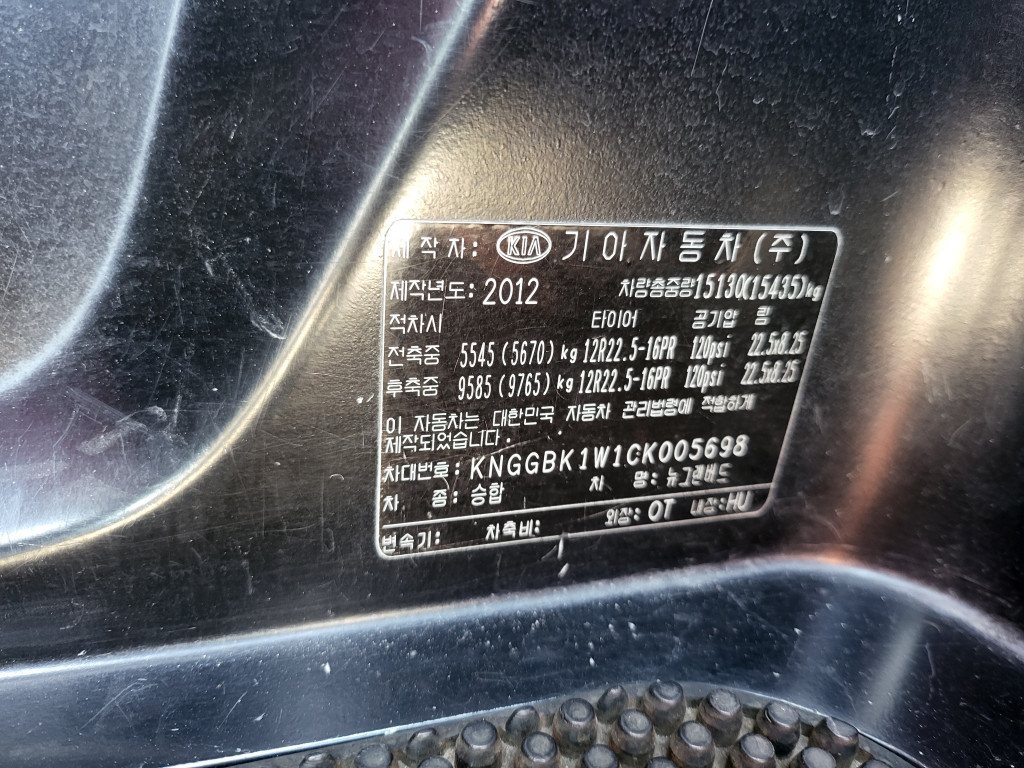 제 작 자: KIA 기아자동차(주)
제작년도: 2012 차량총중량15130(15435)kg
적차시 타이어 공기압 림
전축중 5545(5670)kg 12R22.5-16PR 120psi 22.5x8.25
후축중 9585(9765)kg 12R22.5-16PR 120psi 22.5x8.25
이 자동차는 대한민국 자동차 관리법령에 적합하게
제작되었습니다.
차대번호: KNGGBK1W1CK005698
차 종: 승합 차 명: 뉴그랜버드
변속기: 차축비: 외장: OT 내장:HU